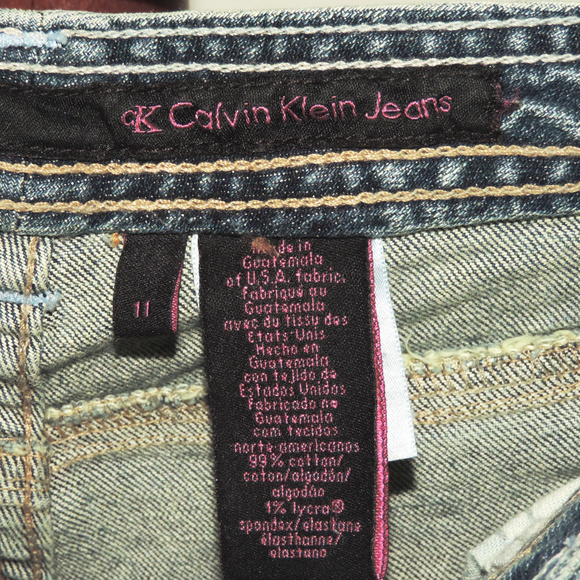 cK Calvin Klein Jeans
11
Made in
Guatemala
of U.S.A. fabric.
Fabriqué au
Guatemala
avec du tissu des
Etats-Unis
Hecho en
Guatemala
con tejido de
Estados Unidos
Fabricado no
Guatemala
com tecidos
norte-americanos
99% cotton/
coton/algodón/
algodão
1% lycra®
spandex/elastane
élasthanne/
elastano